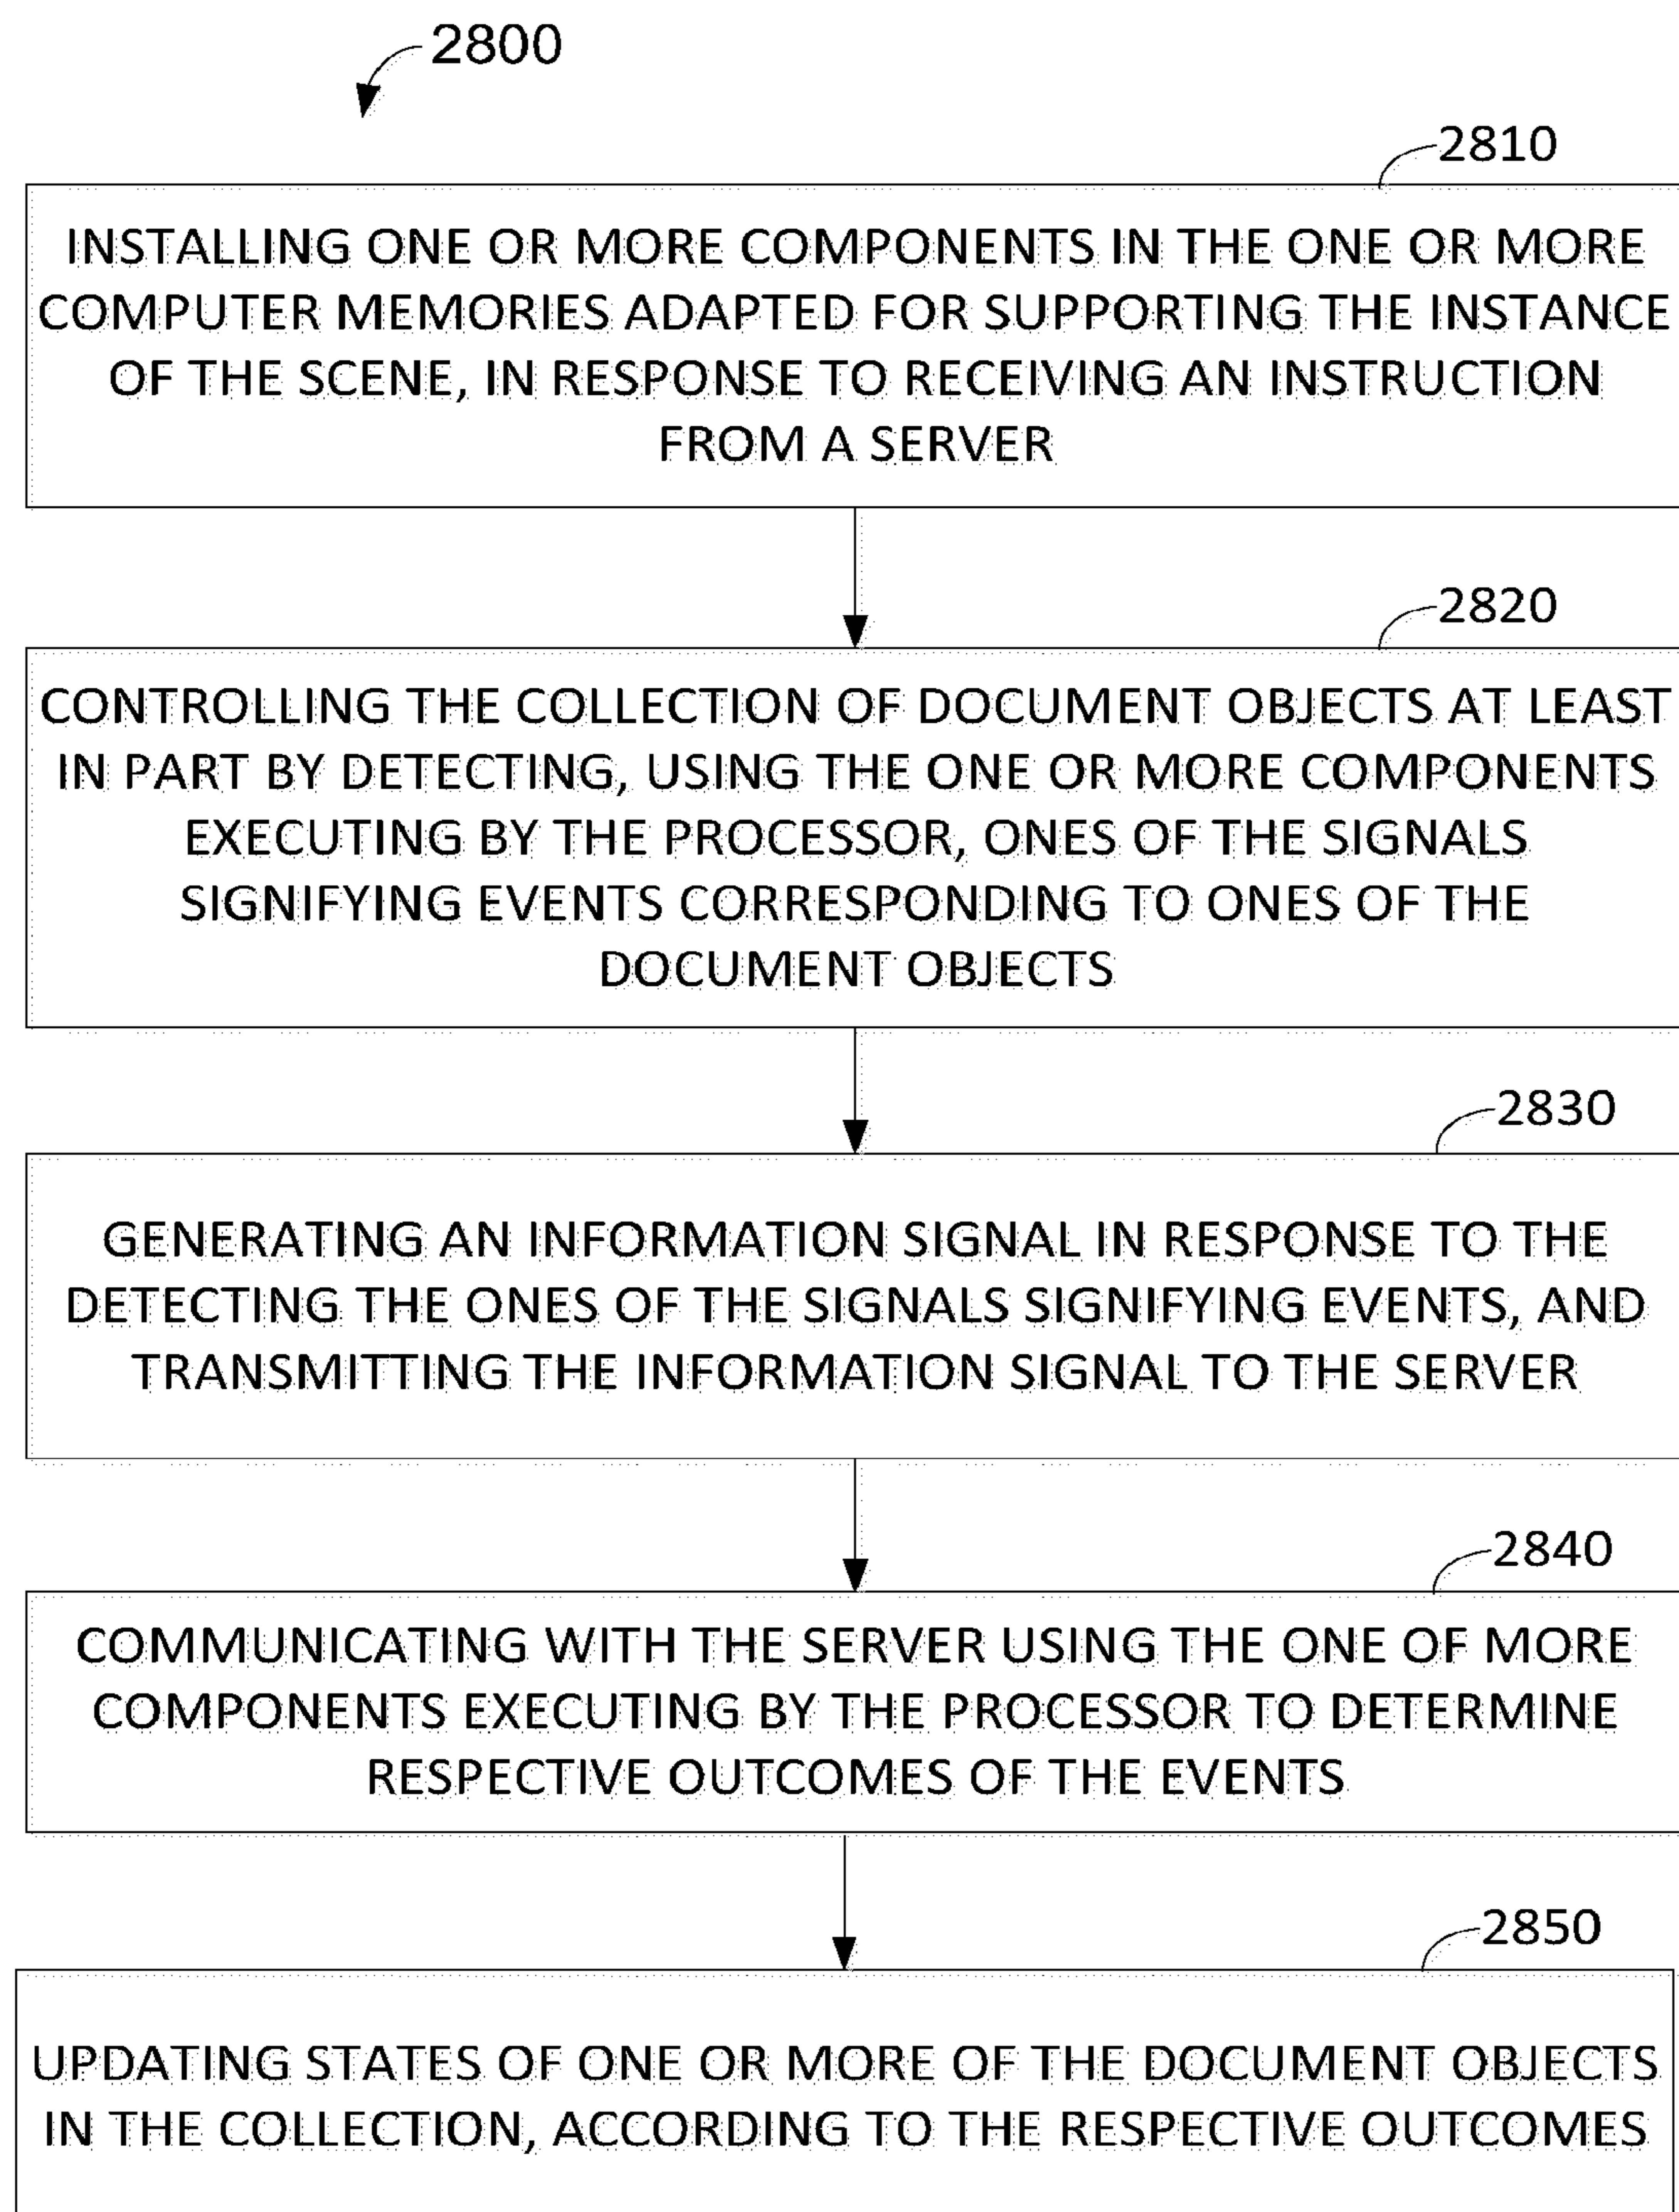 2800
2810
INSTALLING ONE OR MORE COMPONENTS IN THE ONE OR MORE
COMPUTER MEMORIES ADAPTED FOR SUPPORTING THE INSTANCE
OF THE SCENE, IN RESPONSE TO RECEIVING AN INSTRUCTION
FROM A SERVER
2820
CONTROLLING THE COLLECTION OF DOCUMENT OBJECTS AT LEAST
IN PART BY DETECTING, USING THE ONE OR MORE COMPONENTS
EXECUTING BY THE PROCESSOR, ONES OF THE SIGNALS
SIGNIFYING EVENTS CORRESPONDING TO ONES OF THE
DOCUMENT OBJECTS
2830
GENERATING AN INFORMATION SIGNAL IN RESPONSE TO THE
DETECTING THE ONES OF THE SIGNALS SIGNIFYING EVENTS, AND
TRANSMITTING THE INFORMATION SIGNAL TO THE SERVER
2840
COMMUNICATING WITH THE SERVER USING THE ONE OF MORE
COMPONENTS EXECUTING BY THE PROCESSOR TO DETERMINE
RESPECTIVE OUTCOMES OF THE EVENTS
2850
UPDATING STATES OF ONE OR MORE OF THE DOCUMENT OBJECTS
IN THE COLLECTION, ACCORDING TO THE RESPECTIVE OUTCOMES